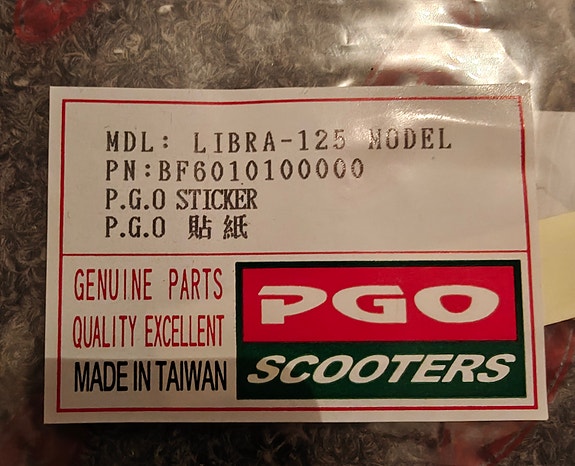 MDL: LIBRA-125 MODEL
PN:BF6010100000
P.G.O STICKER
P.G.O 貼紙
GENUINE PARTS
QUALITY EXCELLENT
MADE IN TAIWAN
PGO
SCOOTERS